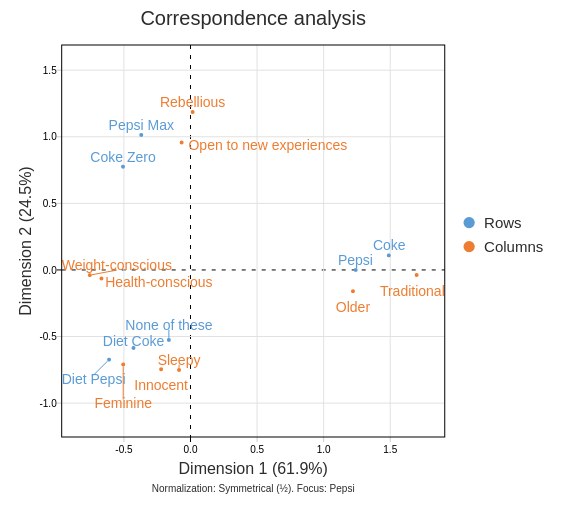 Correspondence analysis
1.5
Rebellious
Pepsi Max
1.0
Open to new experiences
Coke Zero
0.5
Rows
Coke
Columns
Pepsi
Weight-conscious
0.0
Health-conscious
Traditional
Older
None of these
-0.5
Diet Coke
Sleepy
Diet Pepsi
Innocent
Feminine
-1.0
Dimension 2 (24.5%)
-0.5 0.0 0.5 1.0 1.5
Dimension 1 (61.9%)
Normalization: Symmetrical (½). Focus: Pepsi